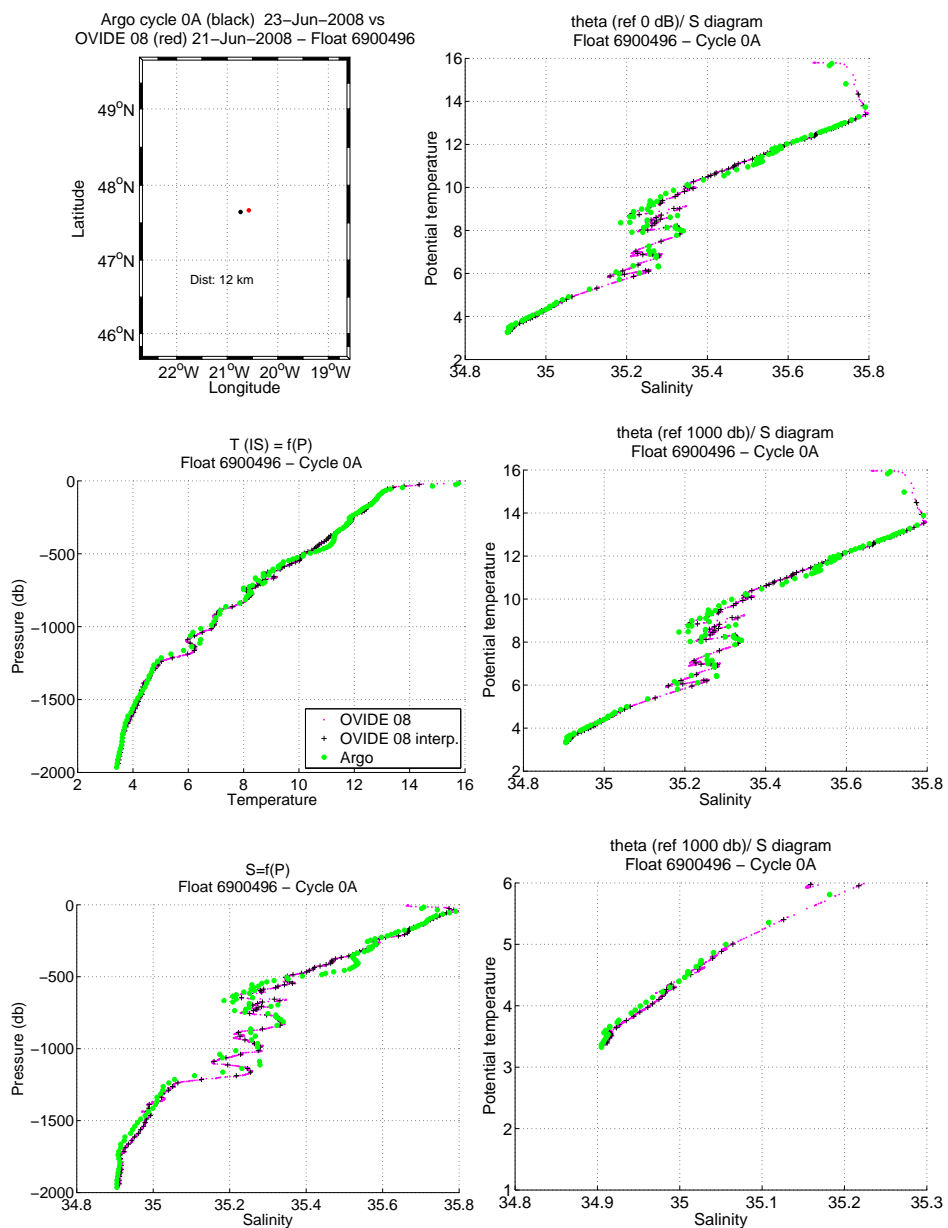 Argo cycle 0A (black)  23−Jun−2008 vs
OVIDE 08 (red) 21−Jun−2008 − Float 6900496
49°N
48°N
47°N
46°N
Latitude
Dist: 12 km
22°W 21°W 20°W 19°W
Longitude
theta (ref 0 dB)/ S diagram
Float 6900496 − Cycle 0A
16
14
12
10
8
6
4
2
Potential temperature
34.8 35 35.2 35.4 35.6 35.8
Salinity
T (IS) = f(P)
Float 6900496 − Cycle 0A
0
−500
−1000
−1500
−2000
Pressure (db)
OVIDE 08
OVIDE 08 interp.
Argo
2 4 6 8 10 12 14 16
Temperature
theta (ref 1000 db)/ S diagram
Float 6900496 − Cycle 0A
16
14
12
10
8
6
4
2
Potential temperature
34.8 35 35.2 35.4 35.6 35.8
Salinity
S=f(P)
Float 6900496 − Cycle 0A
0
−500
−1000
−1500
−2000
Pressure (db)
34.8 35 35.2 35.4 35.6 35.8
Salinity
theta (ref 1000 db)/ S diagram
Float 6900496 − Cycle 0A
6
5
4
3
2
1
Potential temperature
34.8 34.9 35 35.1 35.2 35.3
Salinity